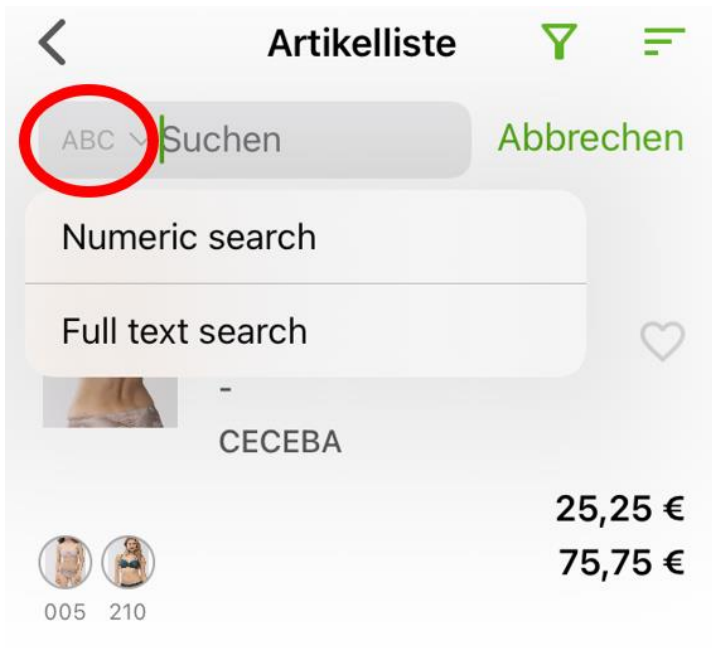 Artikelliste
ABC Suchen Abbrechen
Numeric search
Full text search
-
CECEBA
25,25 €
75,75 €
005 210